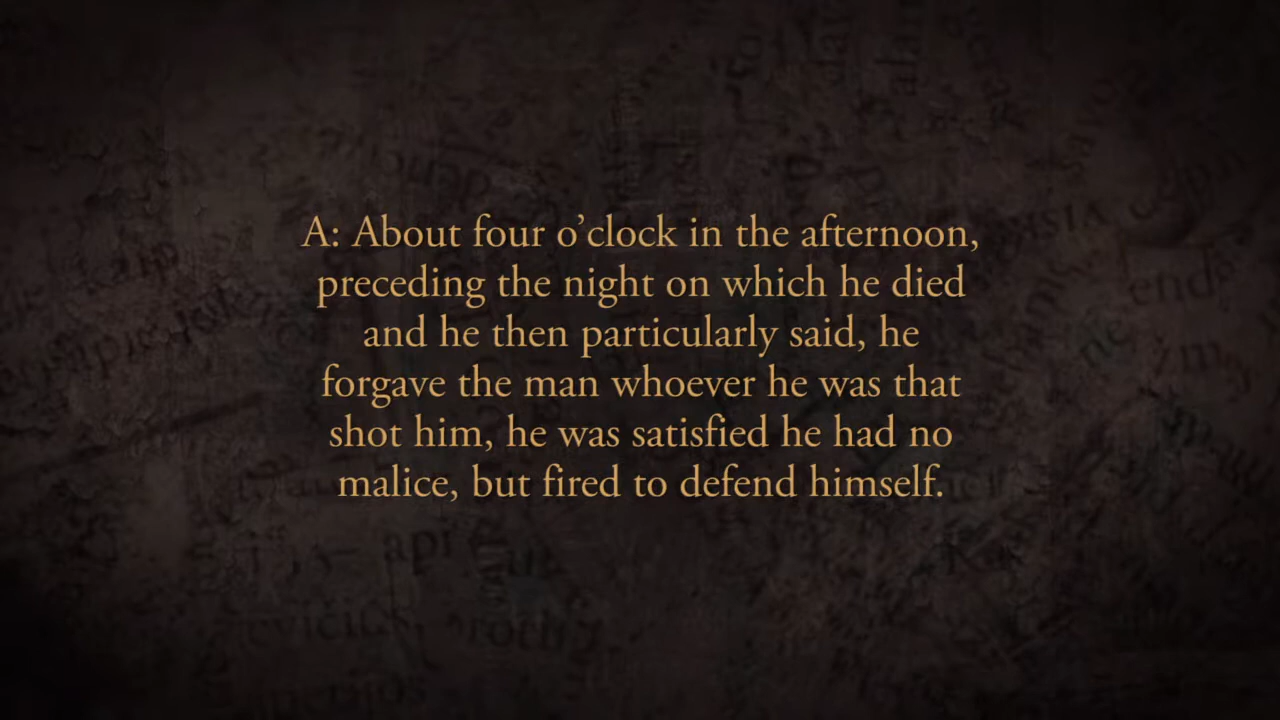 A: About four o’clock in the afternoon,
preceding the night on which he died
and he then particularly said, he
forgave the man whoever he was that
shot him, he was satisfied he had no
malice, but fired to defend himself.